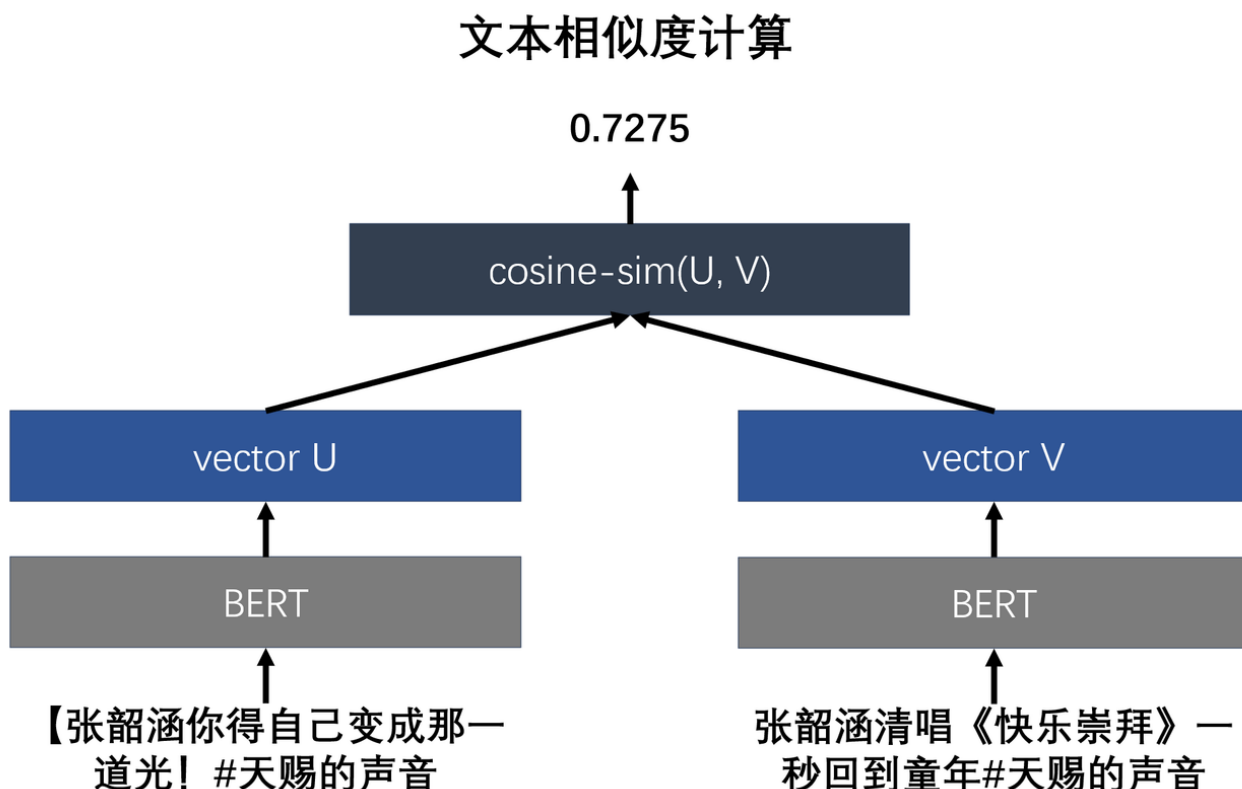 文本相似度计算
0.7275
cosine-sim(U, V)
vector U
vector V
BERT
BERT
【张韶涵你得自己变成那一
道光！#天赐的声音
张韶涵清唱《快乐崇拜》一
秒回到童年#天赐的声音